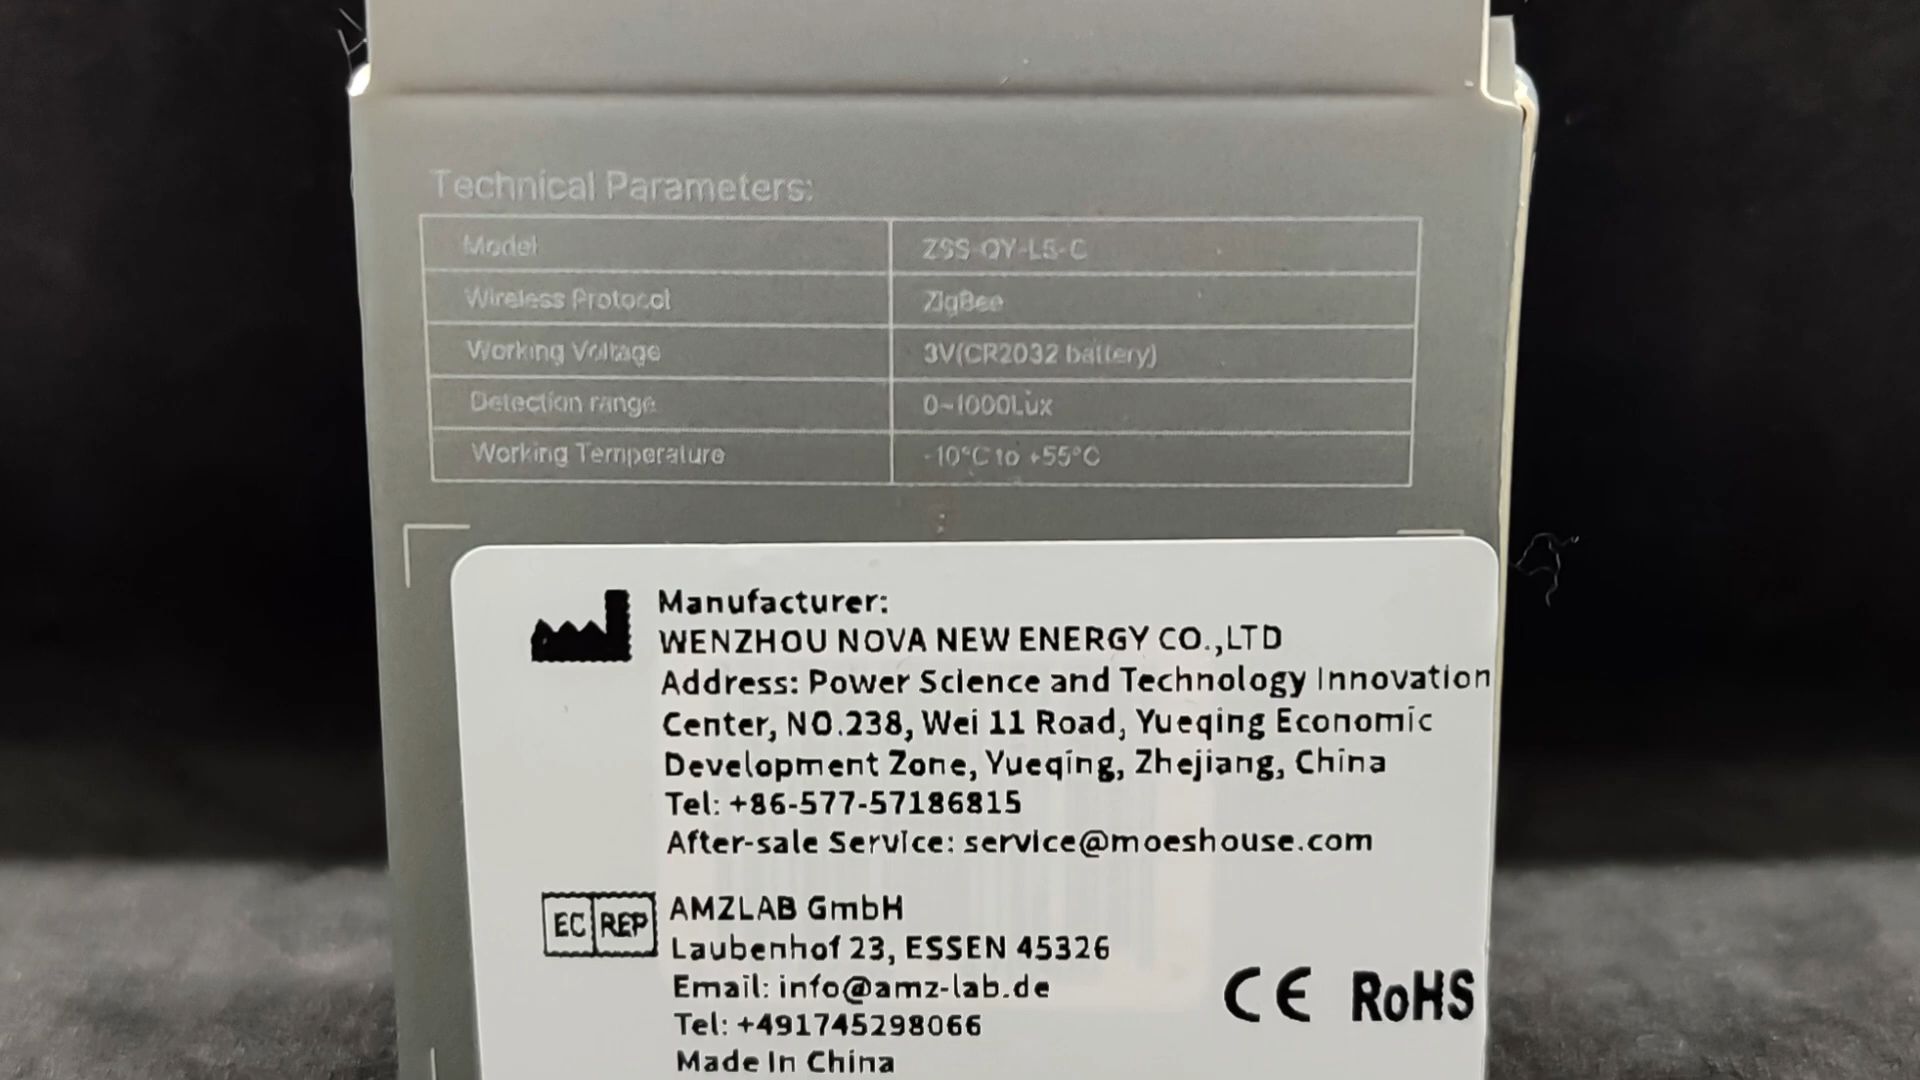 Technical Parameters:
Model ZSS-QY-LS-C
Wireless Protocol ZigBee
Working Voltage 3V(CR2032 battery)
Detection range 0~1000Lux
Working Temperature -10°C to +55°C
Manufacturer:
WENZHOU NOVA NEW ENERGY CO.,LTD
Address: Power Science and Technology Innovation
Center, NO.238, Wei 11 Road, Yueqing Economic
Development Zone, Yueqing, Zhejiang, China
Tel: +86-577-57186815
After-sale Service: service@moeshouse.com
EC REP
AMZLAB GmbH
Laubenhof 23, ESSEN 45326
Email: info@amz-lab.de
Tel: +491745298066
Made In China
CE RoHS